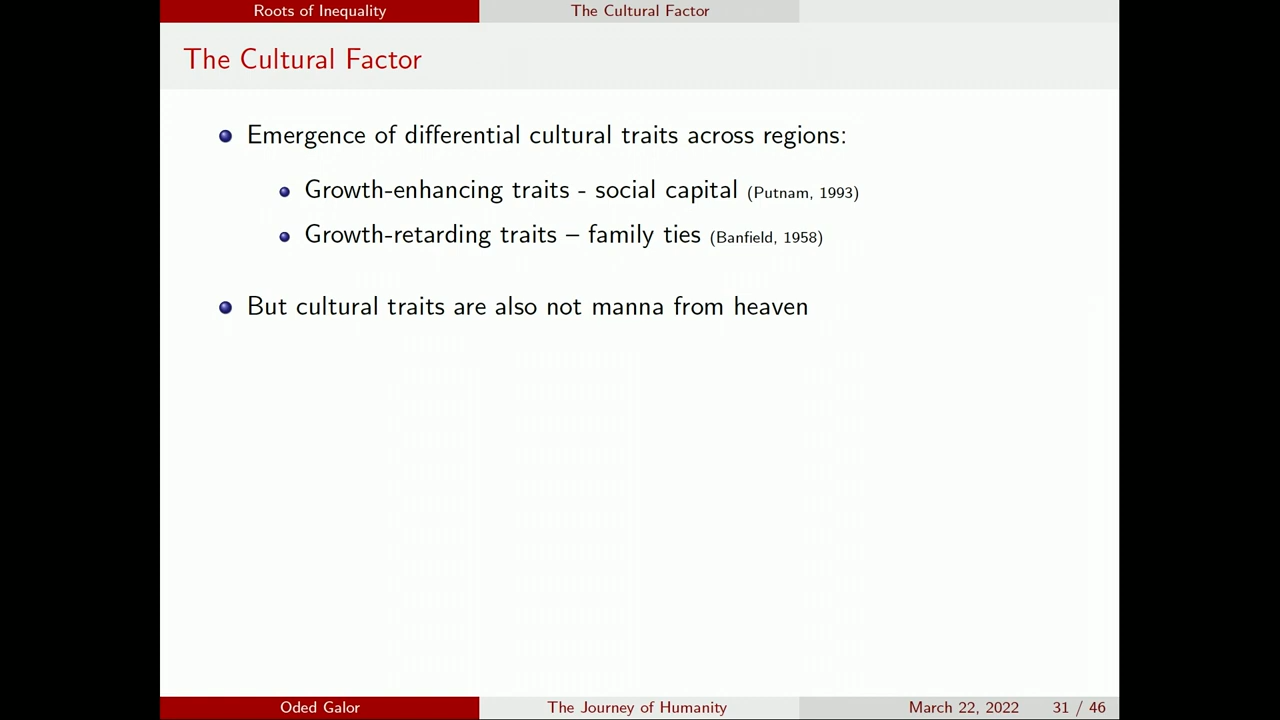 Roots of Inequality
The Cultural Factor
The Cultural Factor
Emergence of differential cultural traits across regions:
Growth-enhancing traits - social capital (Putnam, 1993)
Growth-retarding traits – family ties (Banfield, 1958)
But cultural traits are also not manna from heaven
Oded Galor
The Journey of Humanity
March 22, 2022
31 / 46